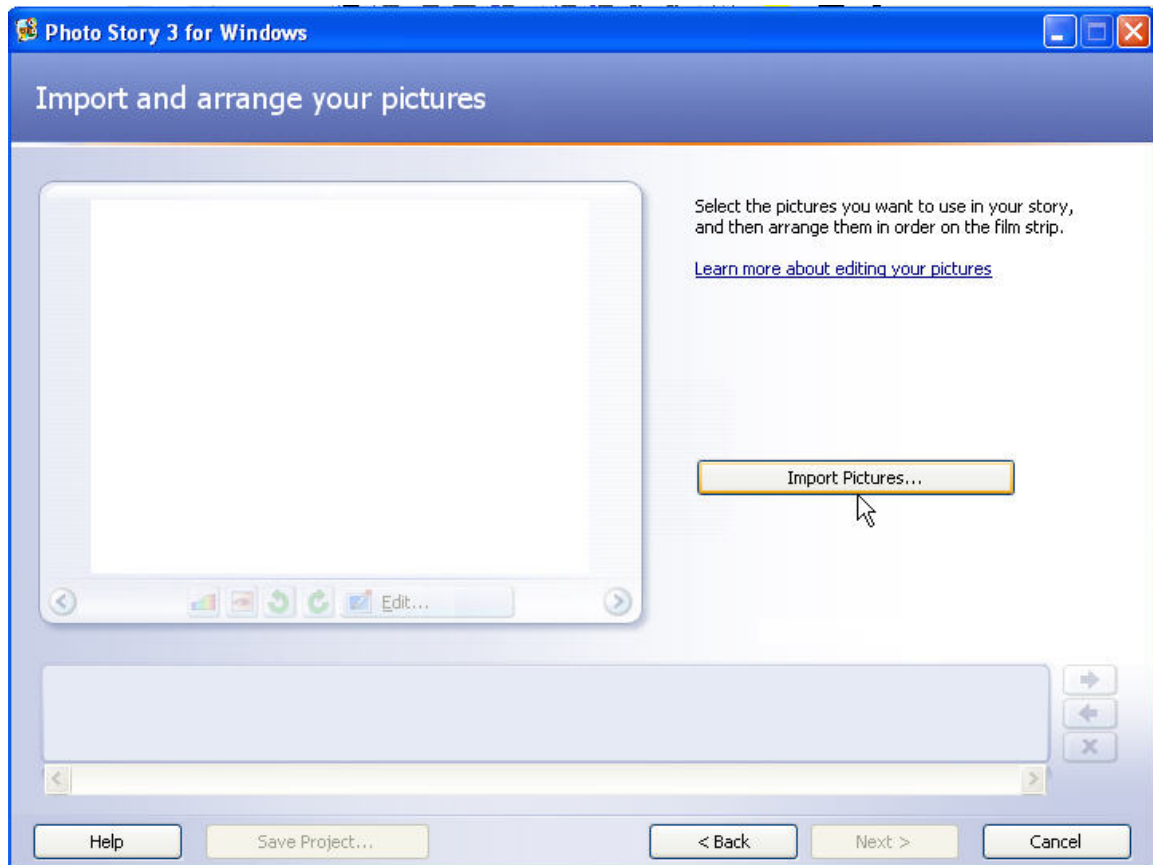 Photo Story 3 for Windows
Import and arrange your pictures
Select the pictures you want to use in your story,
and then arrange them in order on the film strip.
Learn more about editing your pictures
Import Pictures...
Edit...
Help
Save Project...
< Back
Next >
Cancel